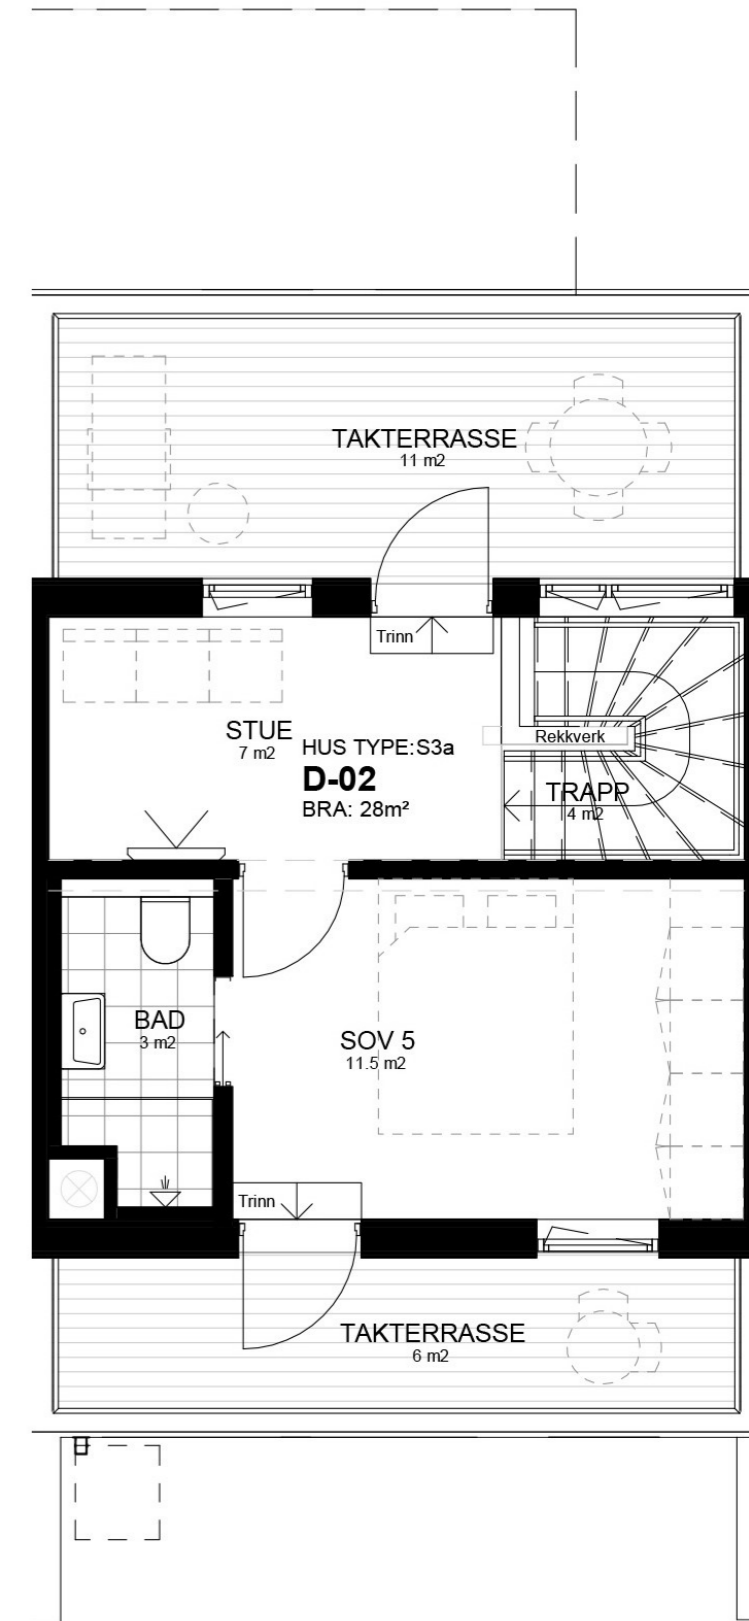 TAKTERRASSE
11 m2
Trinn
STUE
7 m2
HUS TYPE:S3a
D-02
BRA: 28m²
Rekkverk
TRAPP
4 m2
BAD
3 m2
SOV 5
11.5 m2
Trinn
TAKTERRASSE
6 m2